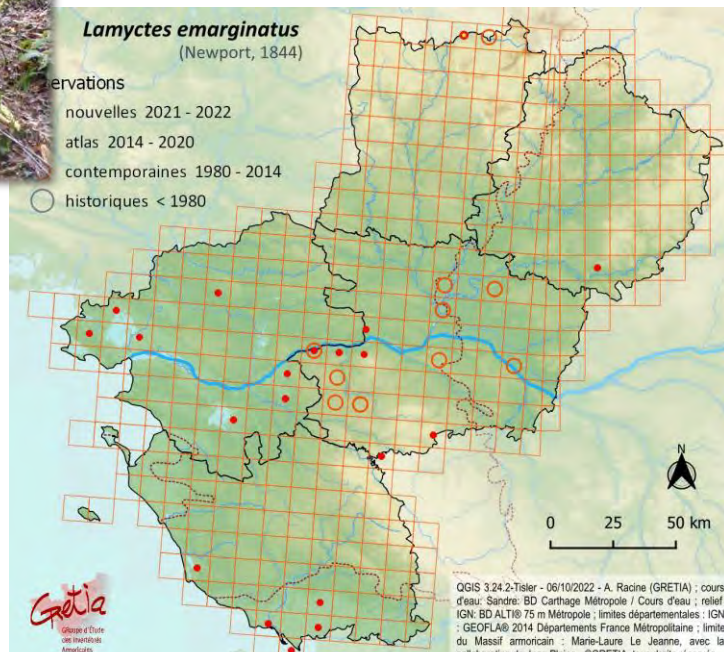 Lamyctes emarginatus
(Newport, 1844)
ervations
nouvelles 2021 - 2022
atlas 2014 - 2020
contemporaines 1980 - 2014
historiques < 1980
N
0 25 50 km
Gretia
Groupe d'Etude
des Invertébrés
Armoricains
QGIS 3.24.2-Tisler - 06/10/2022 - A. Racine (GRETIA) ; cours
d'eau: Sandre: BD Carthage Métropole / Cours d'eau ; relief :
IGN: BD ALTI® 75 m Métropole ; limites départementales : IGN
: GEOFLA® 2014 Départements France Métropolitaine ; limite
du Massif armoricain : Marie-Laure Le Jeanne, avec la